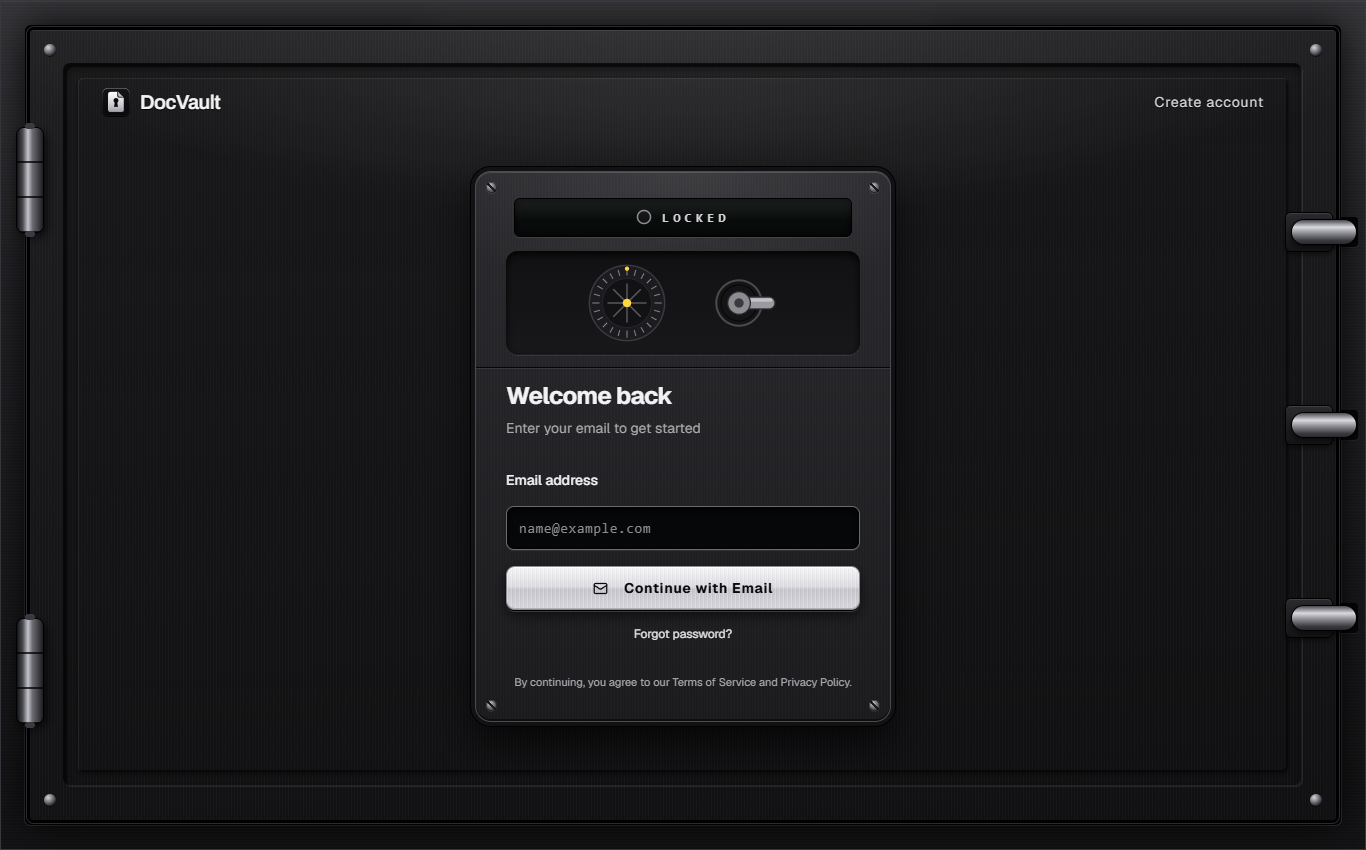 DocVault
Create account
LOCKED
Welcome back
Enter your email to get started
Email address
name@example.com
Continue with Email
Forgot password?
By continuing, you agree to our Terms of Service and Privacy Policy.